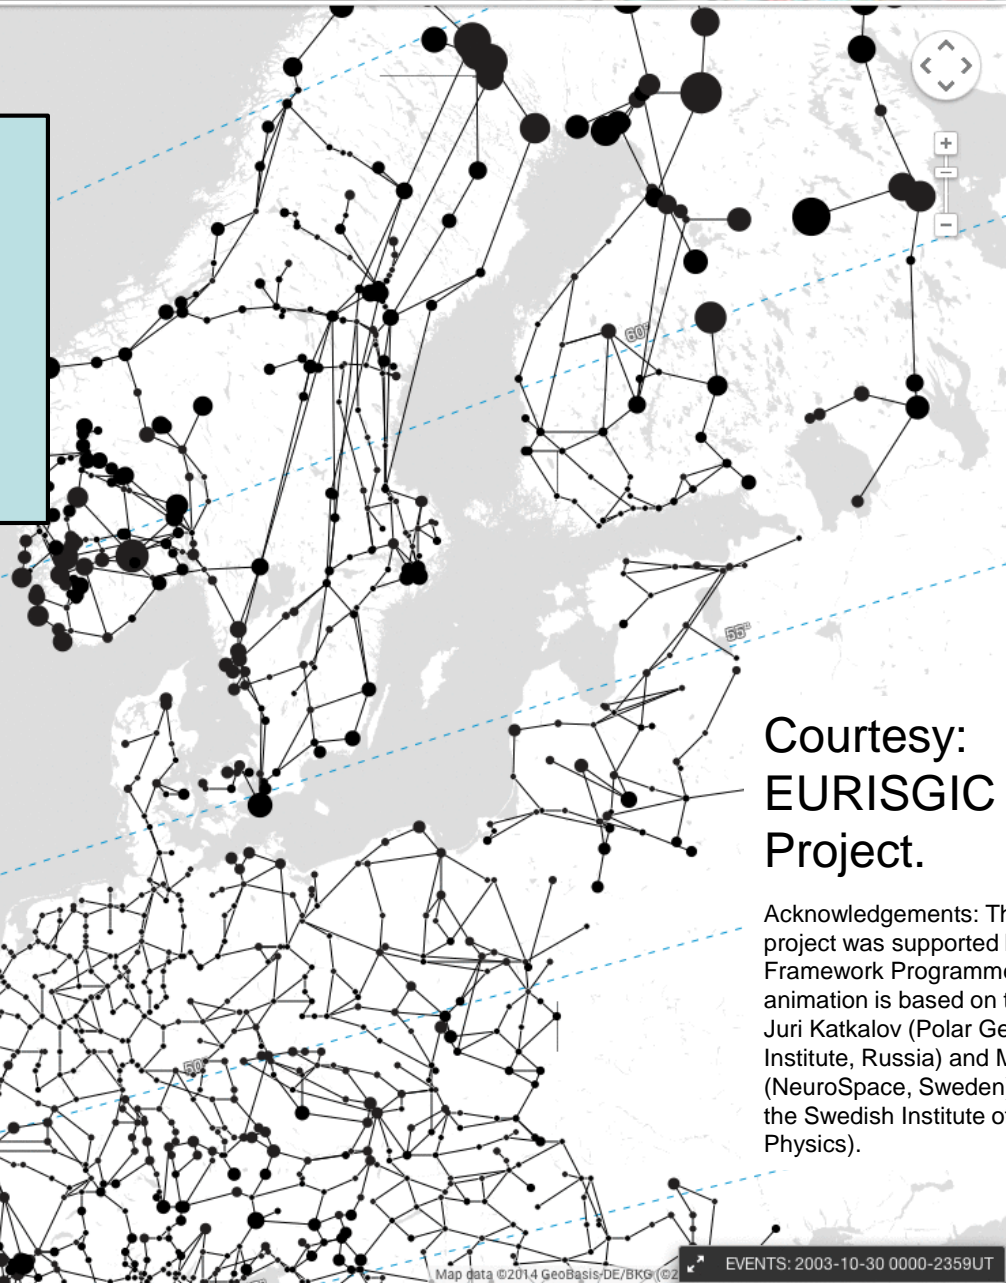 60°
55°
Courtesy:
EURISGIC
Project.
Acknowledgements: Th
project was supported
Framework Programme
animation is based on t
Juri Katkalov (Polar Ge
Institute, Russia) and M
(NeuroSpace, Sweden
the Swedish Institute o
Physics).
50°
Map data ©2014 GeoBasis-DE/BKG (©2
EVENTS: 2003-10-30 0000-2359UT